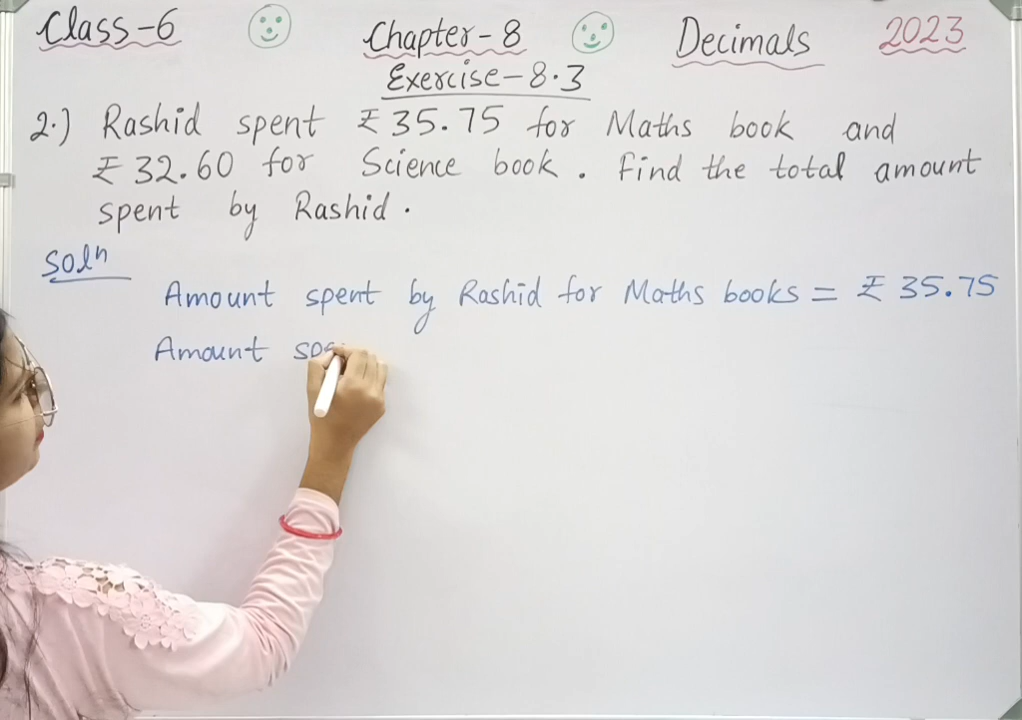 Class-6 Chapter-8 Decimals 2023
Exercise-8.3
2.) Rashid spent ₹35.75 for Maths book and
₹32.60 for Science book. Find the total amount
spent by Rashid.
Soln
Amount spent by Rashid for Maths books = ₹35.75
Amount